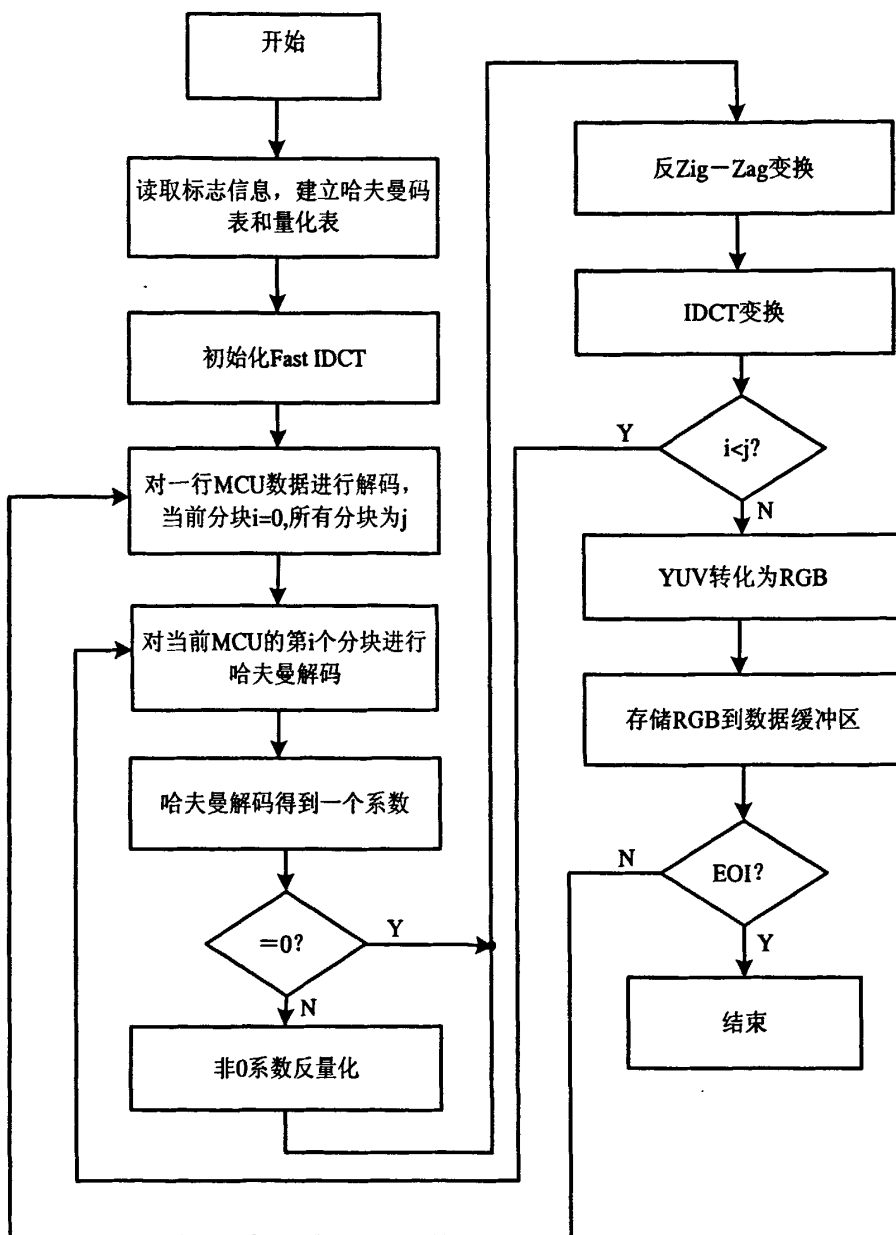 开始
读取标志信息，建立哈夫曼码
表和量化表
初始化Fast IDCT
对一行MCU数据进行解码，
当前分块i=0,所有分块为j
对当前MCU的第i个分块进行
哈夫曼解码
哈夫曼解码得到一个系数
＝0?
Y
N
非0系数反量化
反Zig－Zag变换
IDCT变换
i<j?
Y
N
YUV转化为RGB
存储RGB到数据缓冲区
EOI?
N
Y
结束